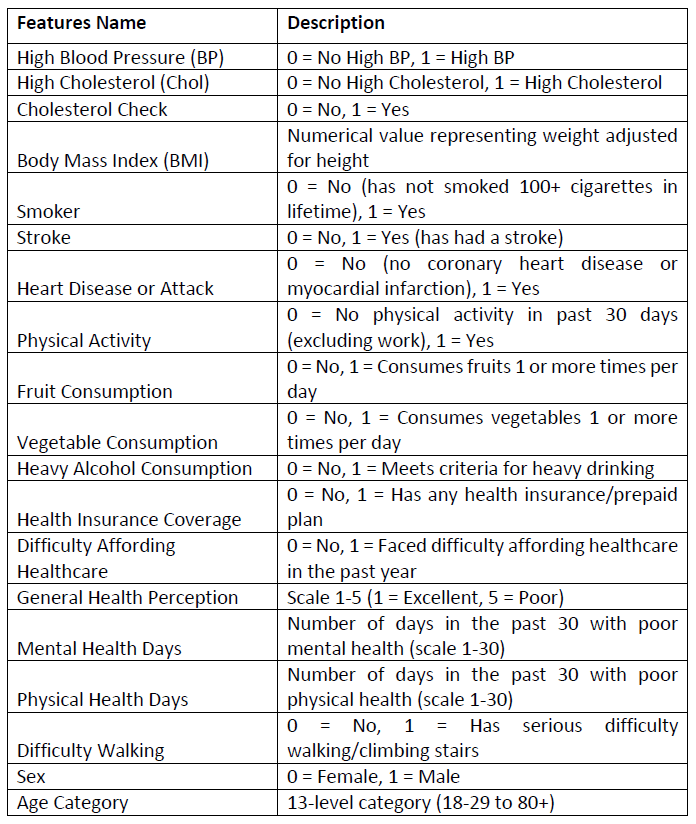 Features Name Description
High Blood Pressure (BP) 0 = No High BP, 1 = High BP
High Cholesterol (Chol) 0 = No High Cholesterol, 1 = High Cholesterol
Cholesterol Check 0 = No, 1 = Yes
Body Mass Index (BMI) Numerical value representing weight adjusted
for height
Smoker 0 = No (has not smoked 100+ cigarettes in
lifetime), 1 = Yes
Stroke 0 = No, 1 = Yes (has had a stroke)
Heart Disease or Attack 0 = No (no coronary heart disease or
myocardial infarction), 1 = Yes
Physical Activity 0 = No physical activity in past 30 days
(excluding work), 1 = Yes
Fruit Consumption 0 = No, 1 = Consumes fruits 1 or more times per
day
Vegetable Consumption 0 = No, 1 = Consumes vegetables 1 or more
times per day
Heavy Alcohol Consumption 0 = No, 1 = Meets criteria for heavy drinking
Health Insurance Coverage 0 = No, 1 = Has any health insurance/prepaid
plan
Difficulty Affording
Healthcare 0 = No, 1 = Faced difficulty affording healthcare
in the past year
General Health Perception Scale 1-5 (1 = Excellent, 5 = Poor)
Mental Health Days Number of days in the past 30 with poor
mental health (scale 1-30)
Physical Health Days Number of days in the past 30 with poor
physical health (scale 1-30)
Difficulty Walking 0 = No, 1 = Has serious difficulty
walking/climbing stairs
Sex 0 = Female, 1 = Male
Age Category 13-level category (18-29 to 80+)